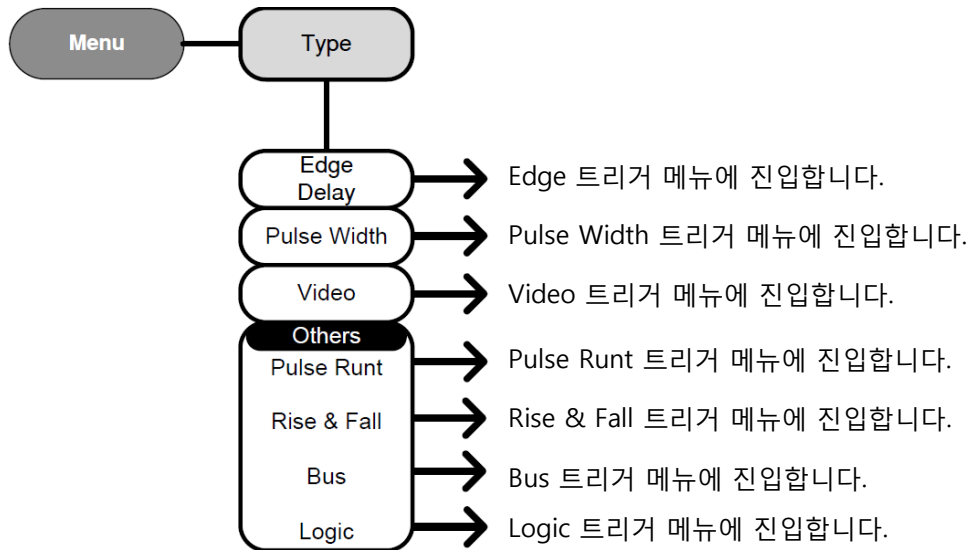 Menu
Type
Edge
Delay
Edge 트리거 메뉴에 진입합니다.
Pulse Width
Pulse Width 트리거 메뉴에 진입합니다.
Video
Video 트리거 메뉴에 진입합니다.
Others
Pulse Runt
Pulse Runt 트리거 메뉴에 진입합니다.
Rise & Fall
Rise & Fall 트리거 메뉴에 진입합니다.
Bus
Bus 트리거 메뉴에 진입합니다.
Logic
Logic 트리거 메뉴에 진입합니다.